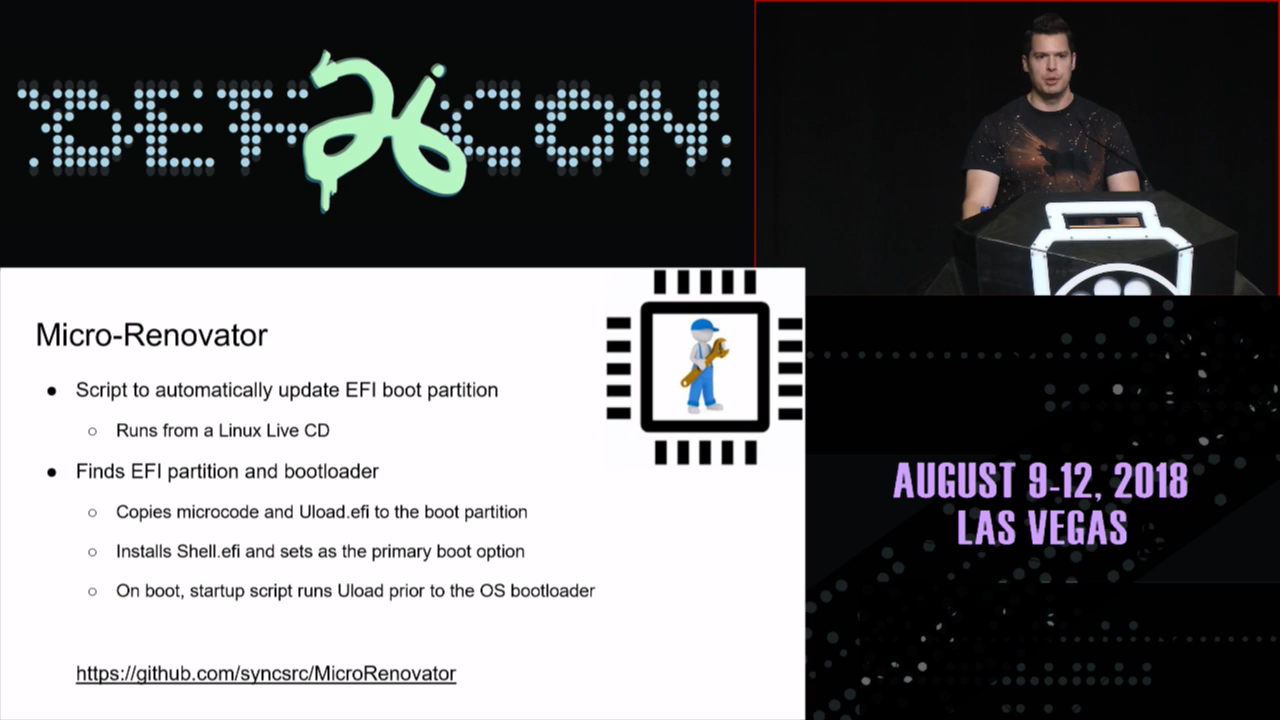 DEF 26 CON
Micro-Renovator
● Script to automatically update EFI boot partition
○ Runs from a Linux Live CD
● Finds EFI partition and bootloader
○ Copies microcode and Uload.efi to the boot partition
○ Installs Shell.efi and sets as the primary boot option
○ On boot, startup script runs Uload prior to the OS bootloader
https://github.com/syncsrc/MicroRenovator
AUGUST 9-12, 2018
LAS VEGAS